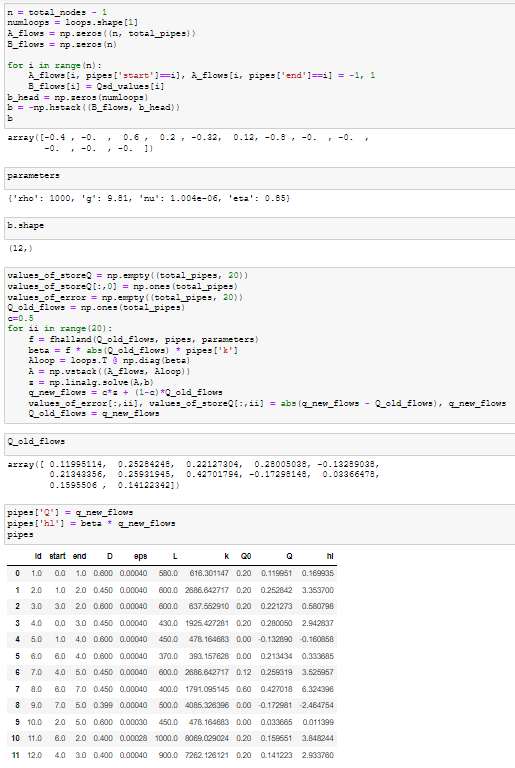 n = total_nodes - 1
numloops = loops.shape[1]
A_flows = np.zeros((n, total_pipes))
B_flows = np.zeros(n)
for i in range(n):
    A_flows[i, pipes['start']==i], A_flows[i, pipes['end']==i] = -1, 1
    B_flows[i] = Qsd_values[i]
b_head = np.zeros(numloops)
b = -np.hstack((B_flows, b_head))
b
array([-0.4 , -0. , 0.6 , 0.2 , -0.32, 0.12, -0.8 , -0. , -0. ,
       -0. , -0. , -0. ])
parameters
{'rho': 1000, 'g': 9.81, 'nu': 1.004e-06, 'eta': 0.85}
b.shape
(12,)
values_of_storeQ = np.empty((total_pipes, 20))
values_of_storeQ[:,0] = np.ones(total_pipes)
values_of_error = np.empty((total_pipes, 20))
Q_old_flows = np.ones(total_pipes)
c=0.5
for ii in range(20):
    f = fhalland(Q_old_flows, pipes, parameters)
    beta = f * abs(Q_old_flows) * pipes['k']
    Aloop = loops.T @ np.diag(beta)
    A = np.vstack((A_flows, Aloop))
    z = np.linalg.solve(A,b)
    q_new_flows = c*z + (1-c)*Q_old_flows
    values_of_error[:,ii], values_of_storeQ[:,ii] = abs(q_new_flows - Q_old_flows), q_new_flows
    Q_old_flows = q_new_flows
Q_old_flows
array([ 0.11995114, 0.25284248, 0.22127304, 0.28005038, -0.13289038,
        0.21343356, 0.25931945, 0.42701794, -0.17298148, 0.03366478,
        0.1595506 , 0.14122342])
pipes['Q'] = q_new_flows
pipes['hl'] = beta * q_new_flows
pipes
Id start end D eps L k Q0 Q hl
0 1.0 0.0 1.0 0.600 0.00040 580.0 616.301147 0.20 0.119951 0.169935
1 2.0 1.0 2.0 0.450 0.00040 600.0 2686.642717 0.20 0.252842 3.353700
2 3.0 3.0 2.0 0.600 0.00040 600.0 637.552910 0.20 0.221273 0.580798
3 4.0 0.0 3.0 0.450 0.00040 430.0 1925.427281 0.20 0.280050 2.942837
4 5.0 1.0 4.0 0.600 0.00040 450.0 478.164683 0.00 -0.132890 -0.160858
5 6.0 6.0 4.0 0.600 0.00040 370.0 393.157628 0.00 0.213434 0.333685
6 7.0 4.0 5.0 0.450 0.00040 600.0 2686.642717 0.12 0.259319 3.525957
7 8.0 6.0 7.0 0.450 0.00040 400.0 1791.095145 0.60 0.427018 6.324396
8 9.0 7.0 5.0 0.399 0.00040 500.0 4085.326396 0.00 -0.172981 -2.464754
9 10.0 2.0 5.0 0.600 0.00030 450.0 478.164683 0.00 0.033665 0.011399
10 11.0 6.0 2.0 0.400 0.00028 1000.0 8069.029024 0.20 0.159551 3.848244
11 12.0 4.0 3.0 0.400 0.00040 900.0 7262.126121 0.20 0.141223 2.933760